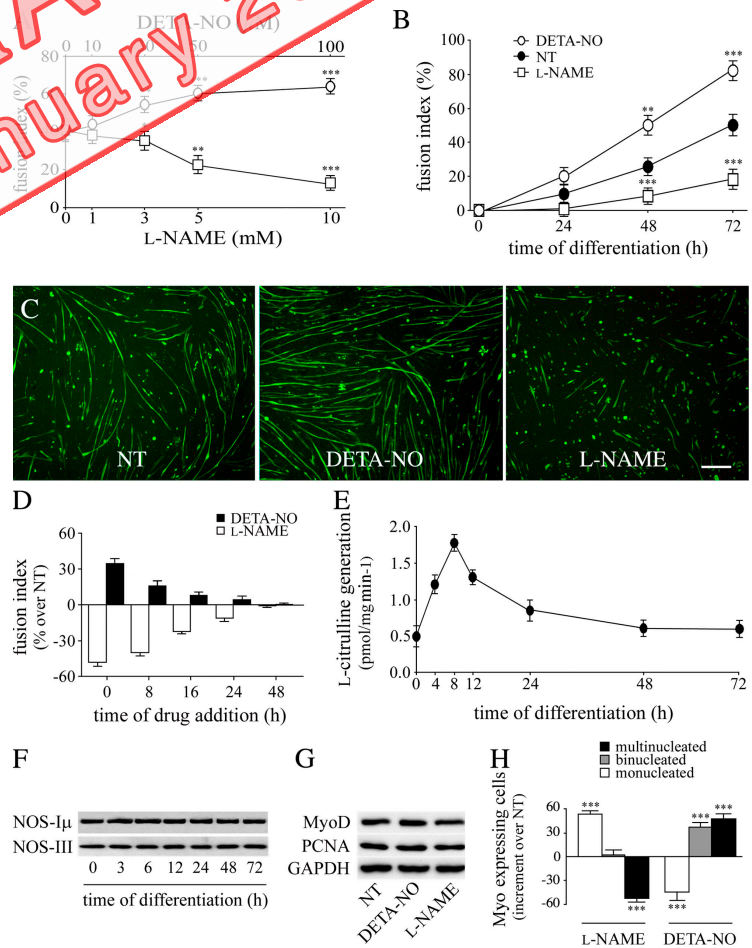 A
DETA-NO
0 10 50 100
80
20
0
fusion index (%)
**
***
**
***
0 1 3 5 10
L-NAME (mM)
nuary 2
B
100
80
60
40
20
0
fusion index (%)
DETA-NO
NT
L-NAME
**
***
***
***
0 24 48 72
time of differentiation (h)
C
NT
DETA-NO
L-NAME
D
DETA-NO
L-NAME
60
30
0
-30
-60
fusion index
(% over NT)
0 8 16 24 48
time of drug addition (h)
E
2.0
1.5
1.0
0.5
0.0
L-citrulline generation
(pmol/mg min-1)
0 4 8 12 24 48 72
time of differentiation (h)
F
NOS-Iμ
NOS-III
0 3 6 12 24 48 72
time of differentiation (h)
G
MyoD
PCNA
GAPDH
NT
DETA-NO
L-NAME
H
multinucleated
binucleated
monucleated
60
30
0
-30
-60
Myo expressing cells
(increment over NT)
***
***
***
***
***
L-NAME
DETA-NO